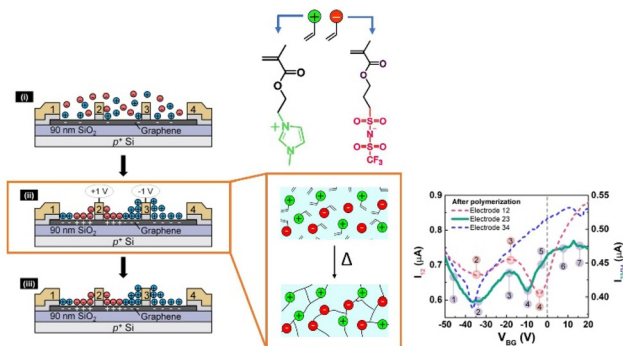 + −
O
O
N
+
N
O
O
O=S=O
N −
O=S=O
CF3
(i)
1 2 3 4
90 nm SiO2 Graphene
p+ Si
(ii)
+1 V -1 V
1 2 3 4
90 nm SiO2 Graphene
p+ Si
(iii)
1 2 3 4
90 nm SiO2 Graphene
p+ Si
Δ
After polymerization
Electrode 12
Electrode 23
Electrode 34
I12 (μA)
0.9
0.8
0.7
0.6
0.55
0.50
0.45
0.40
1 2 3 4 5 6 7
2 3 4
-50 -40 -30 -20 -10 0 10 20
VBG (V)